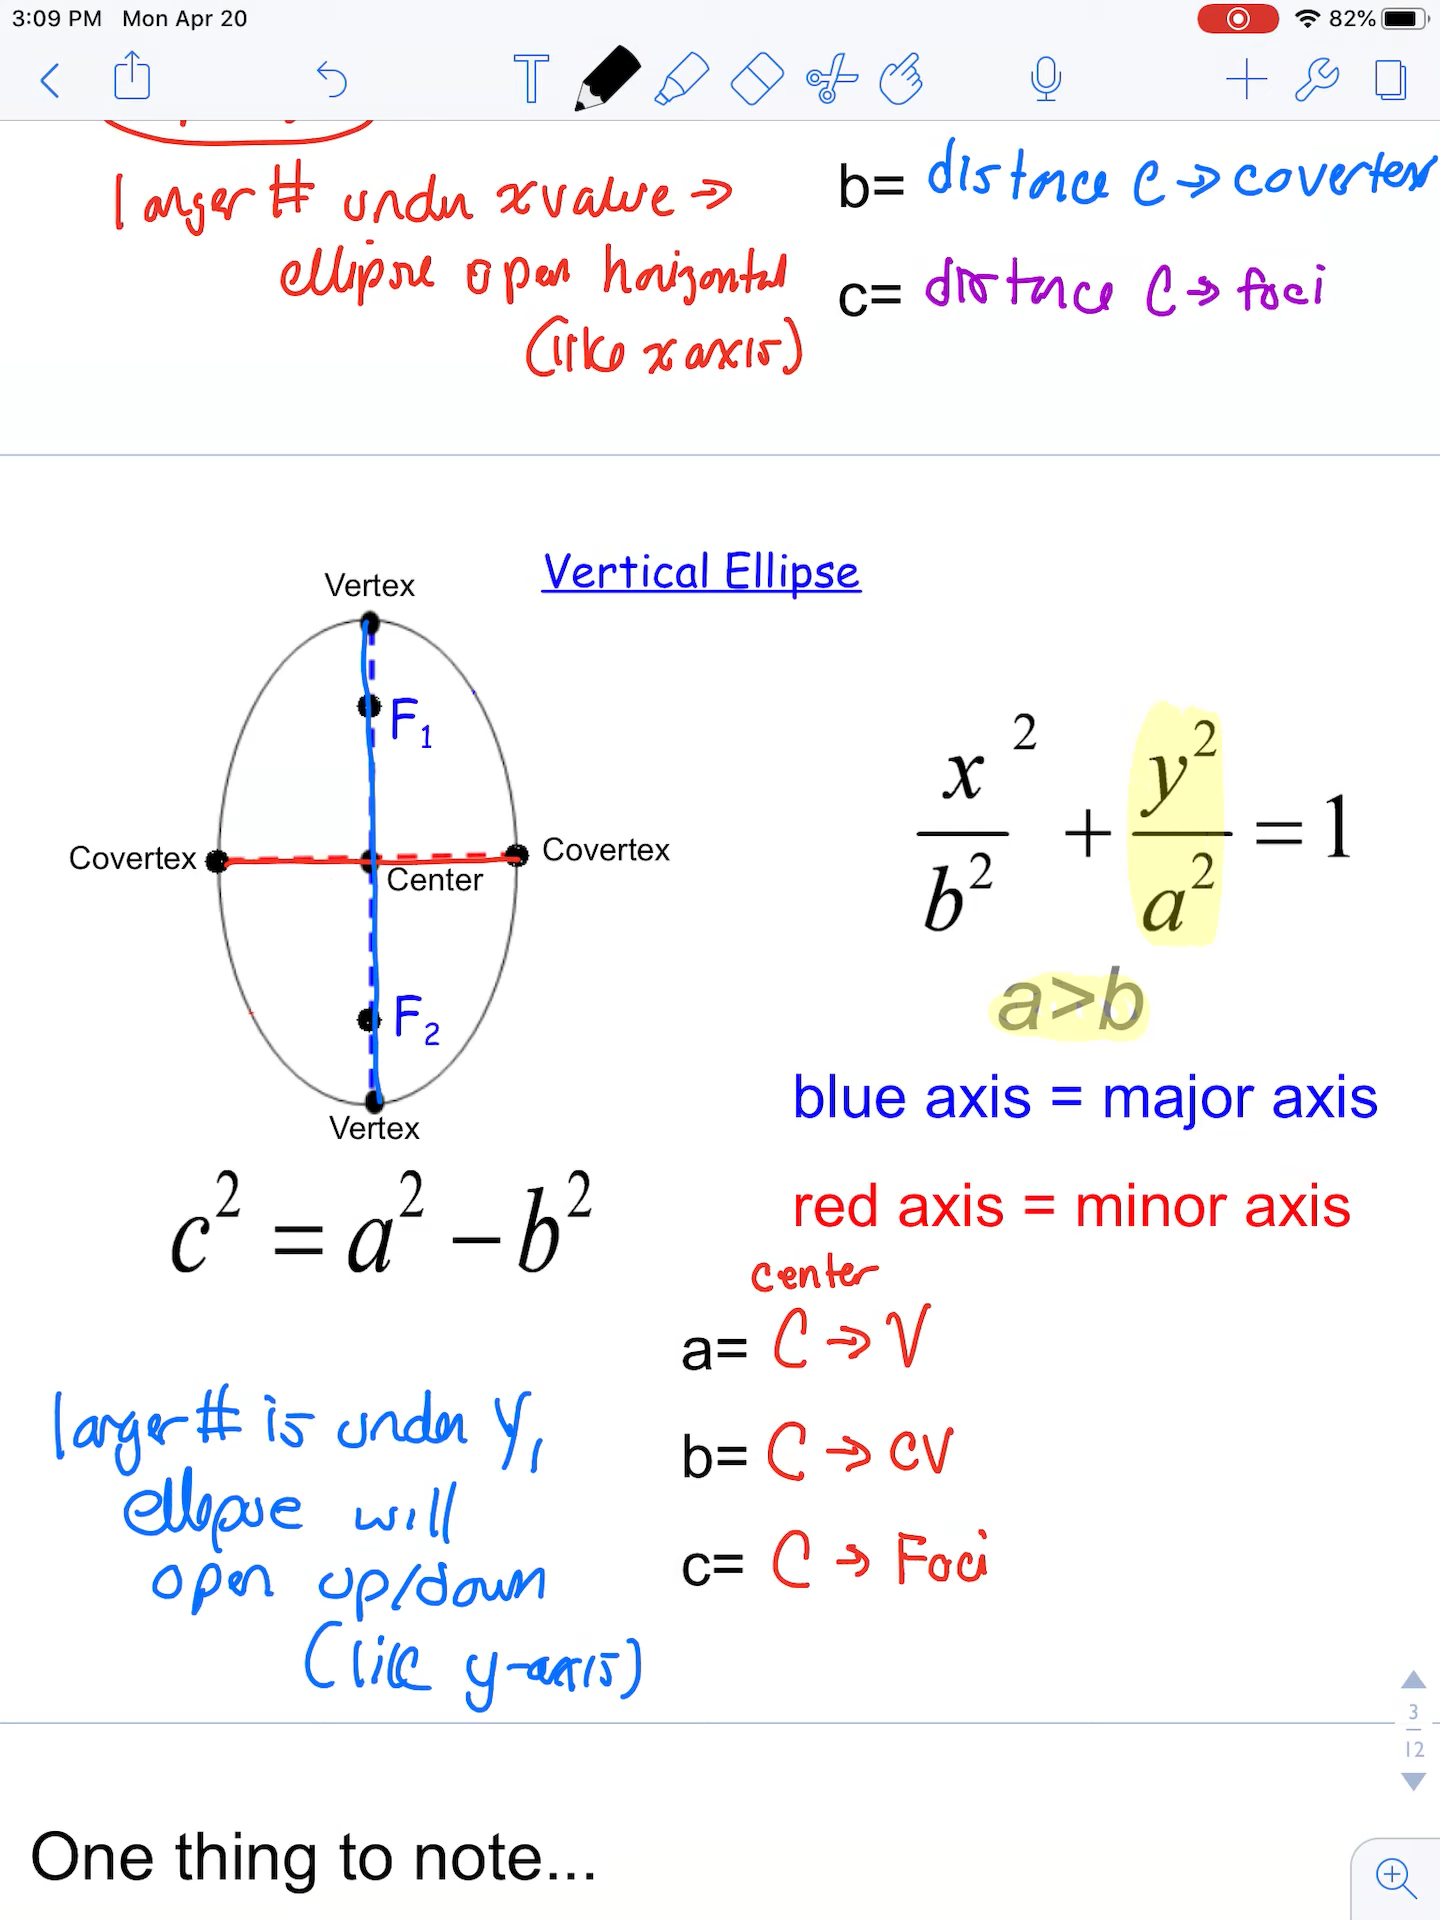 3:09 PM Mon Apr 20
82%
larger # under x value →
ellipse open horizontal
(like x axis)
b= distance C → covertex
c= distance C → foci
Vertical Ellipse
Vertex
F₁
Covertex
Center
Covertex
F₂
Vertex
x²/b² + y²/a² = 1
a>b
blue axis = major axis
red axis = minor axis
c² = a² − b²
center
a= C → V
b= C → CV
c= C → Foci
larger # is under y,
ellipse will
open up/down
(like y-axis)
3
12
One thing to note...